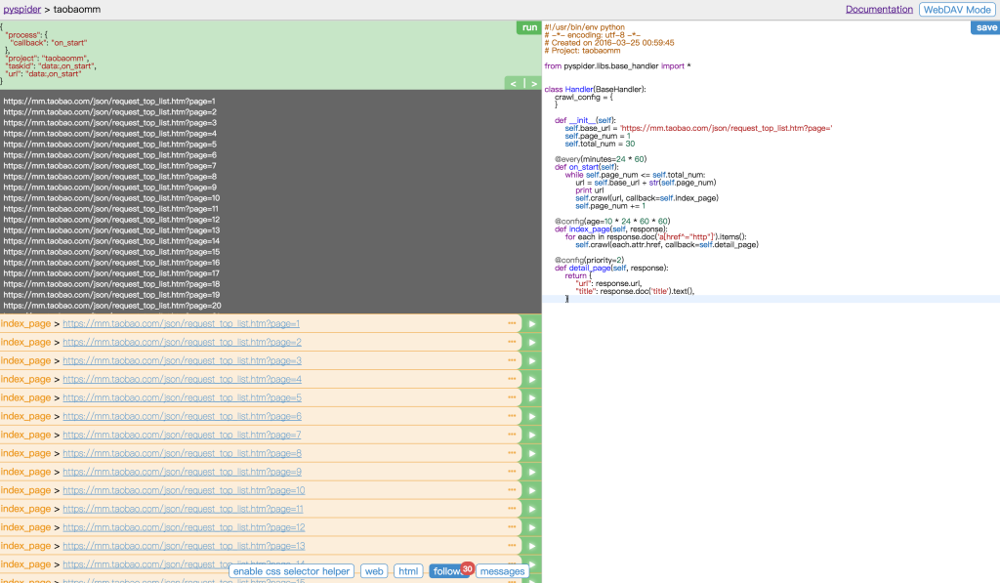 pyspider > taobaomm
Documentation
WebDAV Mode
{
"process": {
"callback": "on_start"
},
"project": "taobaomm",
"taskid": "data:,on_start",
"url": "data:,on_start"
}
run
< | >
https://mm.taobao.com/json/request_top_list.htm?page=1
https://mm.taobao.com/json/request_top_list.htm?page=2
https://mm.taobao.com/json/request_top_list.htm?page=3
https://mm.taobao.com/json/request_top_list.htm?page=4
https://mm.taobao.com/json/request_top_list.htm?page=5
https://mm.taobao.com/json/request_top_list.htm?page=6
https://mm.taobao.com/json/request_top_list.htm?page=7
https://mm.taobao.com/json/request_top_list.htm?page=8
https://mm.taobao.com/json/request_top_list.htm?page=9
https://mm.taobao.com/json/request_top_list.htm?page=10
https://mm.taobao.com/json/request_top_list.htm?page=11
https://mm.taobao.com/json/request_top_list.htm?page=12
https://mm.taobao.com/json/request_top_list.htm?page=13
https://mm.taobao.com/json/request_top_list.htm?page=14
https://mm.taobao.com/json/request_top_list.htm?page=15
https://mm.taobao.com/json/request_top_list.htm?page=16
https://mm.taobao.com/json/request_top_list.htm?page=17
https://mm.taobao.com/json/request_top_list.htm?page=18
https://mm.taobao.com/json/request_top_list.htm?page=19
https://mm.taobao.com/json/request_top_list.htm?page=20
index_page > https://mm.taobao.com/json/request_top_list.htm?page=1
index_page > https://mm.taobao.com/json/request_top_list.htm?page=2
index_page > https://mm.taobao.com/json/request_top_list.htm?page=3
index_page > https://mm.taobao.com/json/request_top_list.htm?page=4
index_page > https://mm.taobao.com/json/request_top_list.htm?page=5
index_page > https://mm.taobao.com/json/request_top_list.htm?page=6
index_page > https://mm.taobao.com/json/request_top_list.htm?page=7
index_page > https://mm.taobao.com/json/request_top_list.htm?page=8
index_page > https://mm.taobao.com/json/request_top_list.htm?page=9
index_page > https://mm.taobao.com/json/request_top_list.htm?page=10
index_page > https://mm.taobao.com/json/request_top_list.htm?page=11
index_page > https://mm.taobao.com/json/request_top_list.htm?page=12
index_page > https://mm.taobao.com/json/request_top_list.htm?page=13
index_page > https://mm.taobao.com/json/request_top_list.htm?page=14
enable css selector helper
web
html
follows 30
messages
index_page > https://mm.taobao.com/json/request_top_list.htm?page=15
save
#!/usr/bin/env python
# -*- encoding: utf-8 -*-
# Created on 2016-03-25 00:59:45
# Project: taobaomm
from pyspider.libs.base_handler import *
class Handler(BaseHandler):
crawl_config = {
}
def __init__(self):
self.base_url = 'https://mm.taobao.com/json/request_top_list.htm?page='
self.page_num = 1
self.total_num = 30
@every(minutes=24 * 60)
def on_start(self):
while self.page_num <= self.total_num:
url = self.base_url + str(self.page_num)
print url
self.crawl(url, callback=self.index_page)
self.page_num += 1
@config(age=10 * 24 * 60 * 60)
def index_page(self, response):
for each in response.doc('a[href^="http"]').items():
self.crawl(each.attr.href, callback=self.detail_page)
@config(priority=2)
def detail_page(self, response):
return {
"url": response.url,
"title": response.doc('title').text(),
}